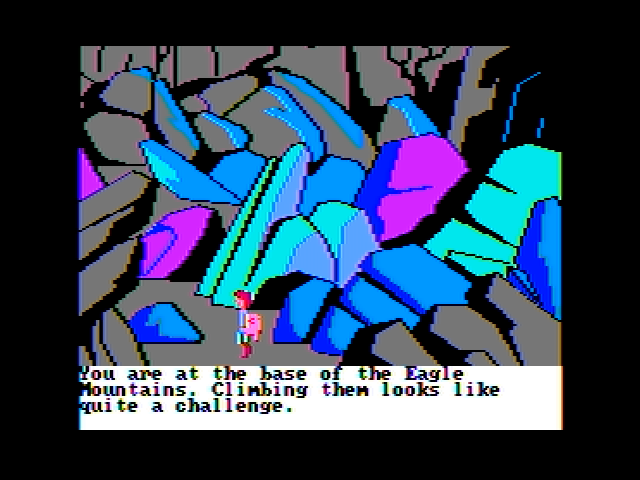 You are at the base of the Eagle
Mountains. Climbing them looks like
quite a challenge.